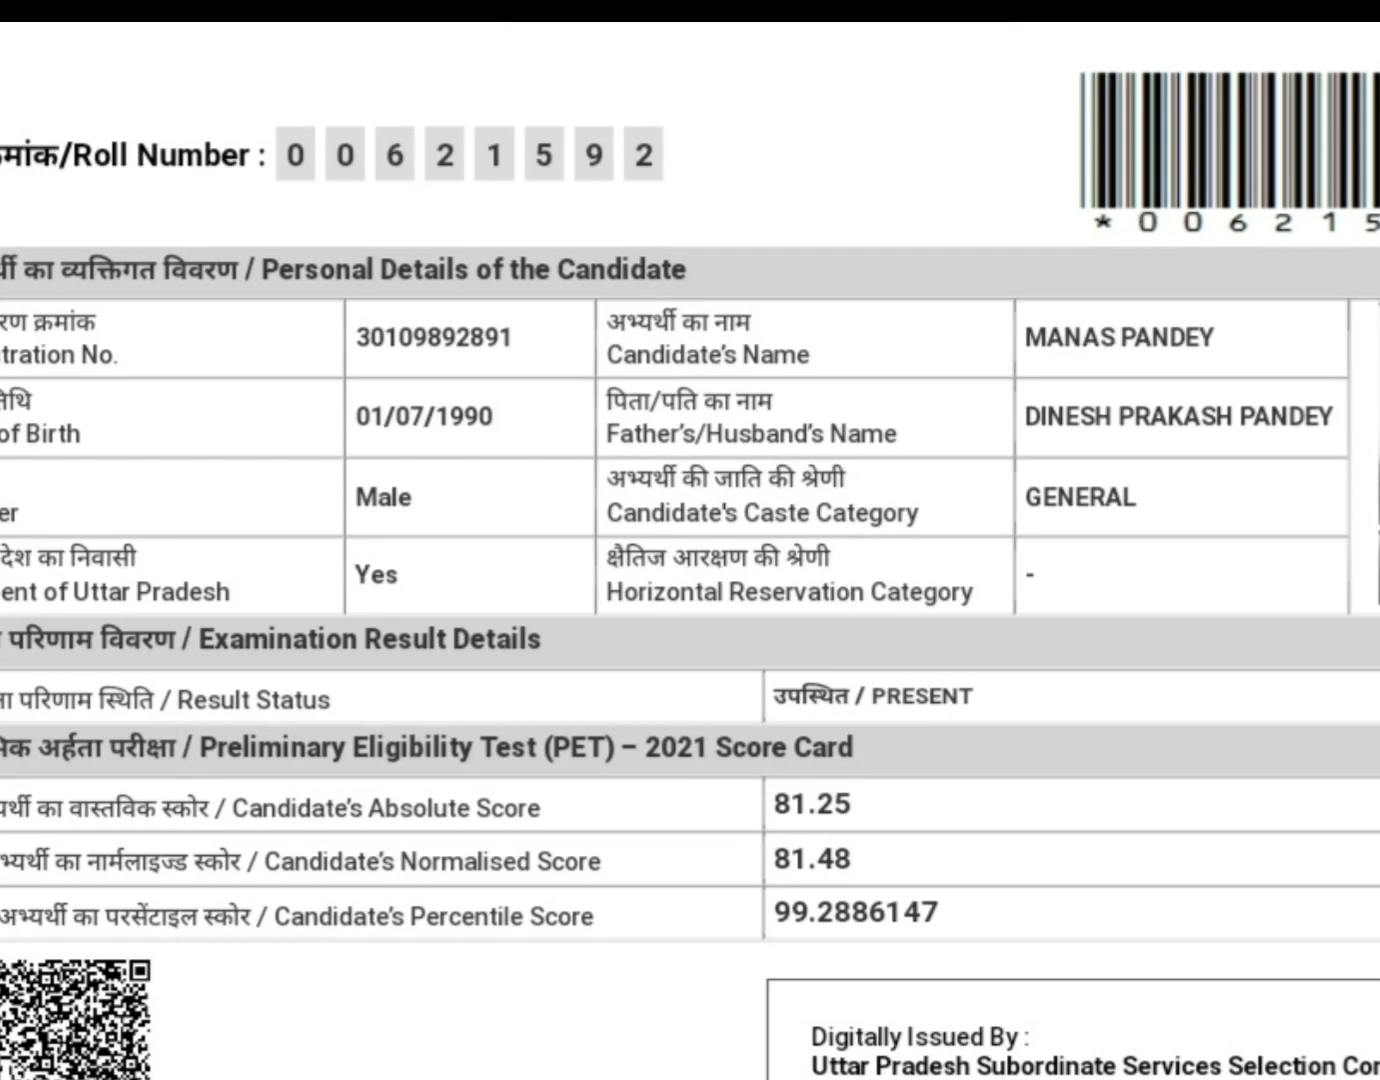 मांक/Roll Number : 0 0 6 2 1 5 9 2
* 0 0 6 2 1 5
र्थी का व्यक्तिगत विवरण / Personal Details of the Candidate
रण क्रमांक
tration No.
30109892891
अभ्यर्थी का नाम
Candidate's Name
MANAS PANDEY
तिथि
of Birth
01/07/1990
पिता/पति का नाम
Father's/Husband's Name
DINESH PRAKASH PANDEY
er
Male
अभ्यर्थी की जाति की श्रेणी
Candidate's Caste Category
GENERAL
देश का निवासी
ent of Uttar Pradesh
Yes
क्षैतिज आरक्षण की श्रेणी
Horizontal Reservation Category
-
परिणाम विवरण / Examination Result Details
ा परिणाम स्थिति / Result Status
उपस्थित / PRESENT
भिक अर्हता परीक्षा / Preliminary Eligibility Test (PET) – 2021 Score Card
यर्थी का वास्तविक स्कोर / Candidate's Absolute Score
81.25
भ्यर्थी का नार्मलाइज्ड स्कोर / Candidate's Normalised Score
81.48
अभ्यर्थी का परसेंटाइल स्कोर / Candidate's Percentile Score
99.2886147
Digitally Issued By :
Uttar Pradesh Subordinate Services Selection Con